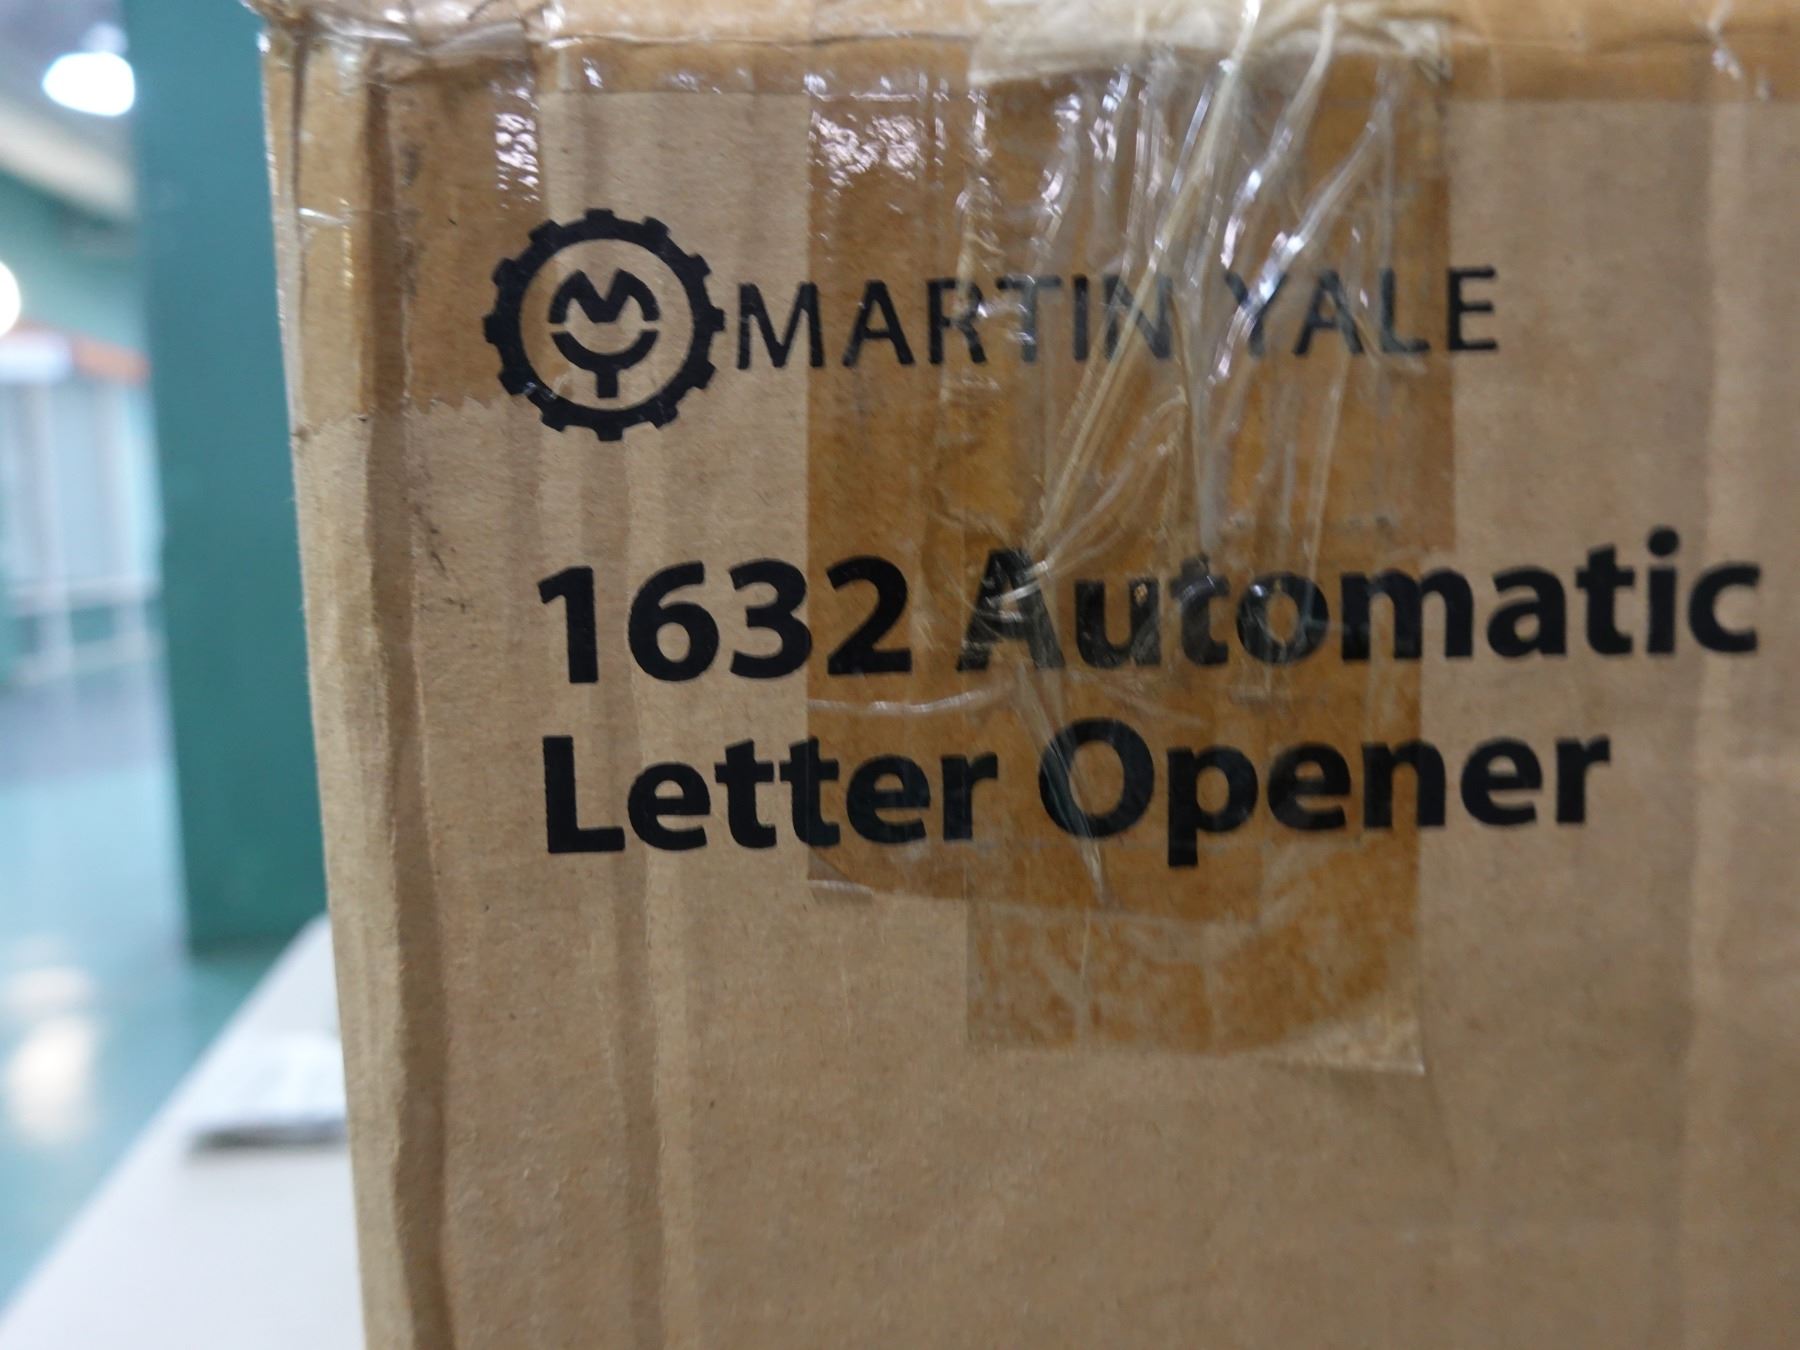 MARTIN YALE
1632 Automatic
Letter Opener